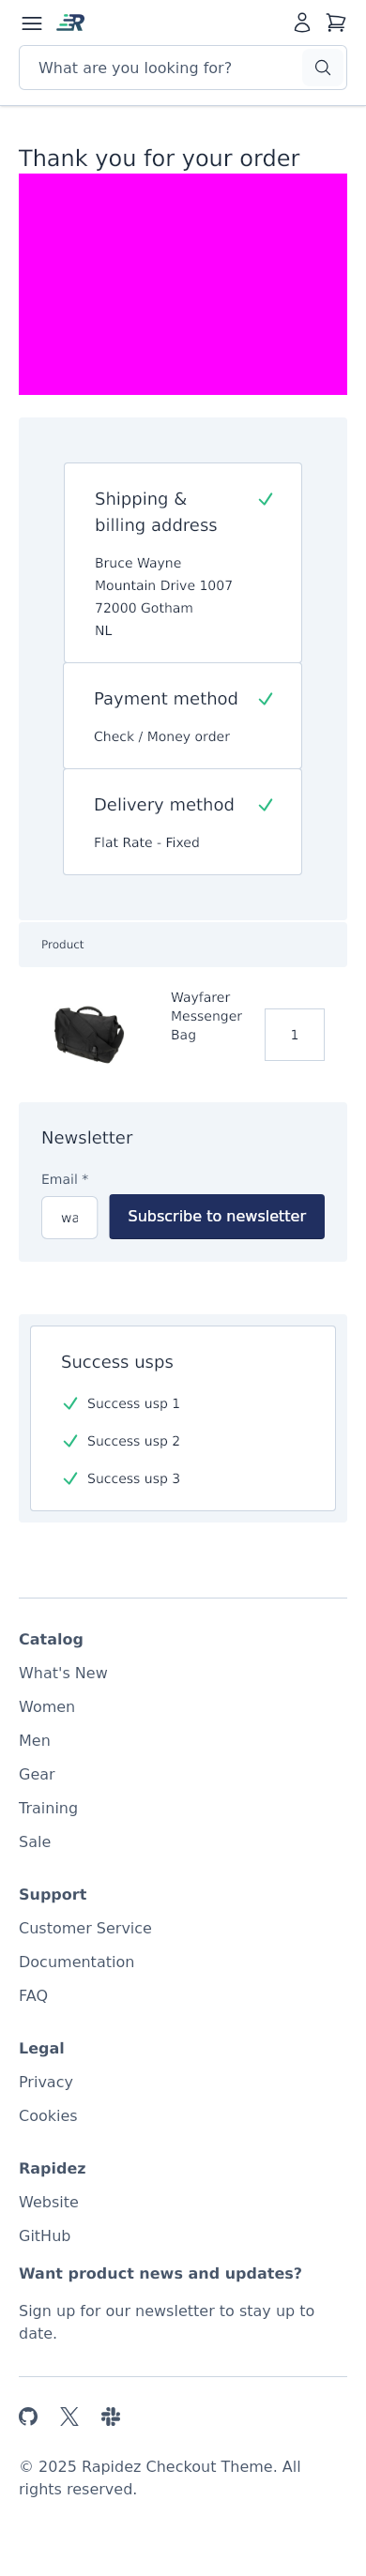 What are you looking for?
Thank you for your order
Shipping &
billing address
Bruce Wayne
Mountain Drive 1007
72000 Gotham
NL
Payment method
Check / Money order
Delivery method
Flat Rate - Fixed
Product
Wayfarer
Messenger
Bag
1
Newsletter
Email *
wa
Subscribe to newsletter
Success usps
Success usp 1
Success usp 2
Success usp 3
Catalog
What's New
Women
Men
Gear
Training
Sale
Support
Customer Service
Documentation
FAQ
Legal
Privacy
Cookies
Rapidez
Website
GitHub
Want product news and updates?
Sign up for our newsletter to stay up to
date.
© 2025 Rapidez Checkout Theme. All
rights reserved.